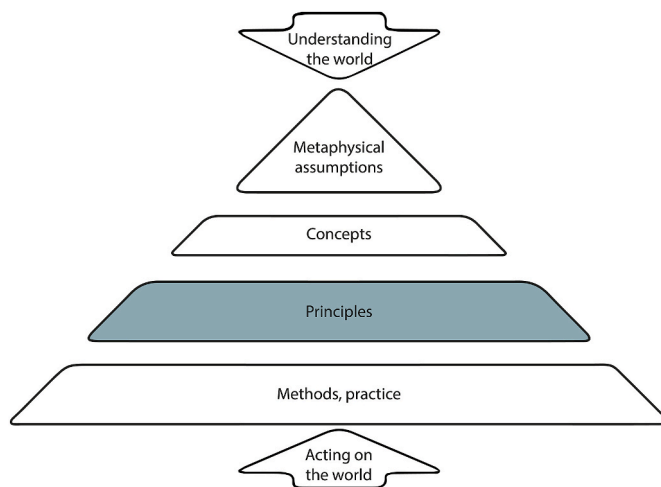 Understanding
the world
Metaphysical
assumptions
Concepts
Principles
Methods, practice
Acting on
the world